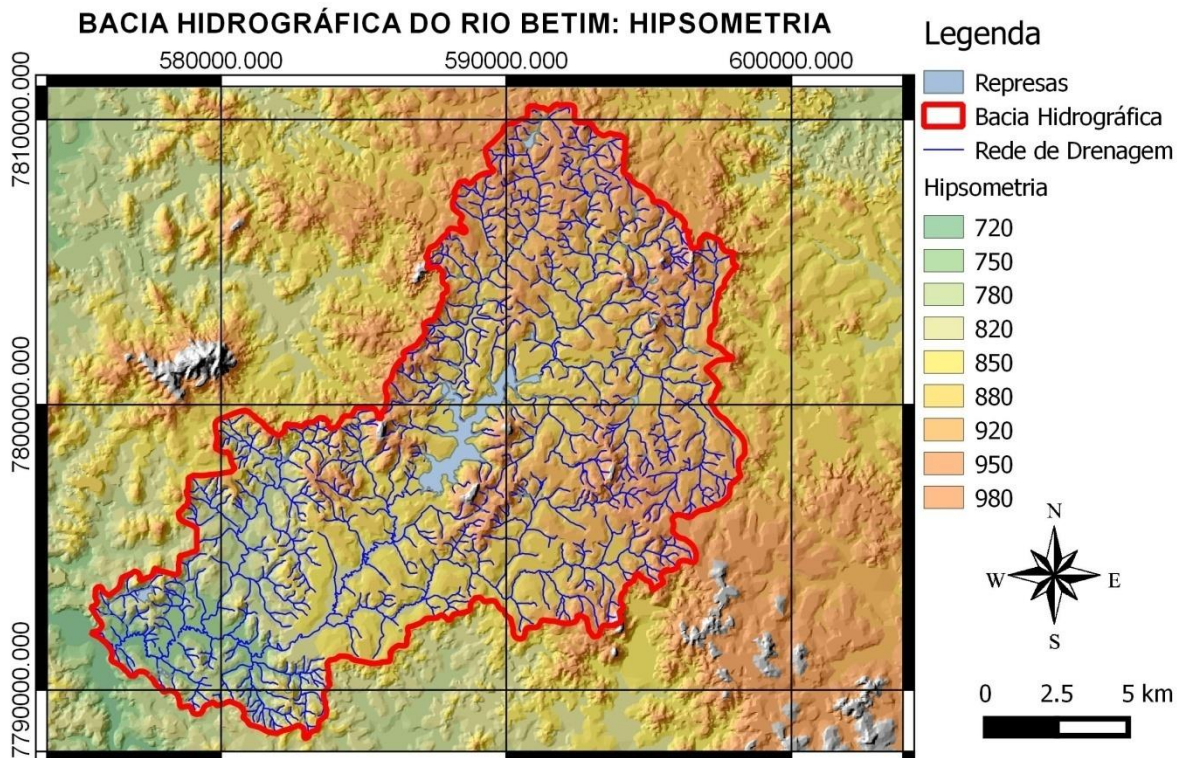 BACIA HIDROGRÁFICA DO RIO BETIM: HIPSOMETRIA
580000.000 590000.000 600000.000
7810000.000
7800000.000
7790000.000
Legenda
Represas
Bacia Hidrográfica
Rede de Drenagem
Hipsometria
720
750
780
820
850
880
920
950
980
N
W E
S
0 2.5 5 km